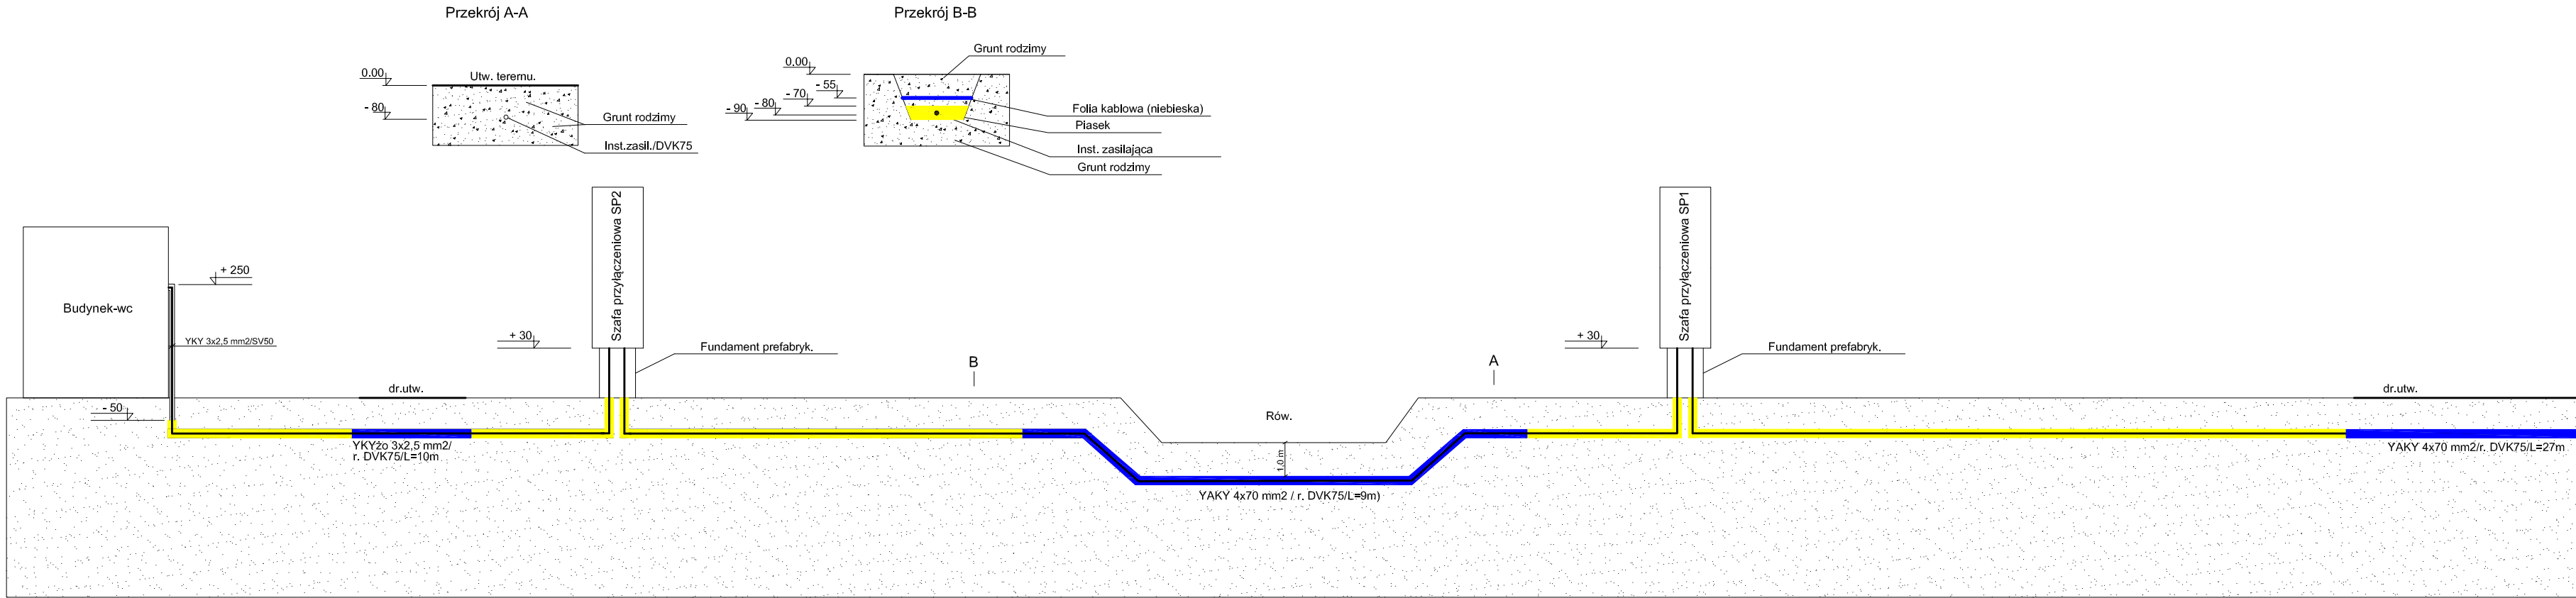 Przekrój A-A
Przekrój B-B
0.00
- 80
Utw. terernu.
Grunt rodzimy
Inst.zasil./DVK75
0,00
- 55
- 70
- 80
- 90
Grunt rodzimy
Folia kablowa (niebieska)
Piasek
Inst. zasilająca
Grunt rodzimy
Budynek-wc
+ 250
YKY 3x2,5 mm2/SV50
- 50
dr.utw.
YKYżo 3x2,5 mm2/
r. DVK75/L=10m
+ 30
Szafa przyłączeniowa SP2
Fundament prefabryk.
B
Rów.
1,0 m
YAKY 4x70 mm2 / r. DVK75/L=9m)
A
+ 30
Szafa przyłączeniowa SP1
Fundament prefabryk.
dr.utw.
YAKY 4x70 mm2/r. DVK75/L=27m